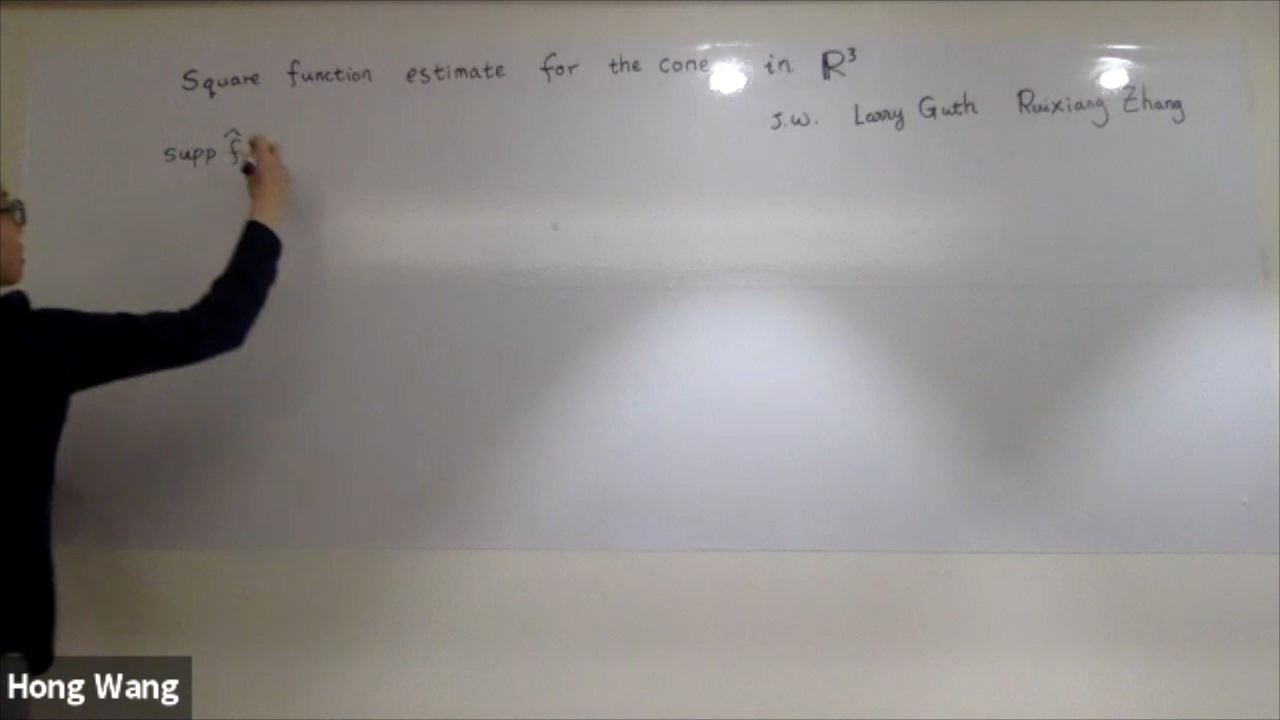 Square function estimate for the cone in ℝ³
J.W. Larry Guth Ruixiang Zhang
supp f̂
Hong Wang